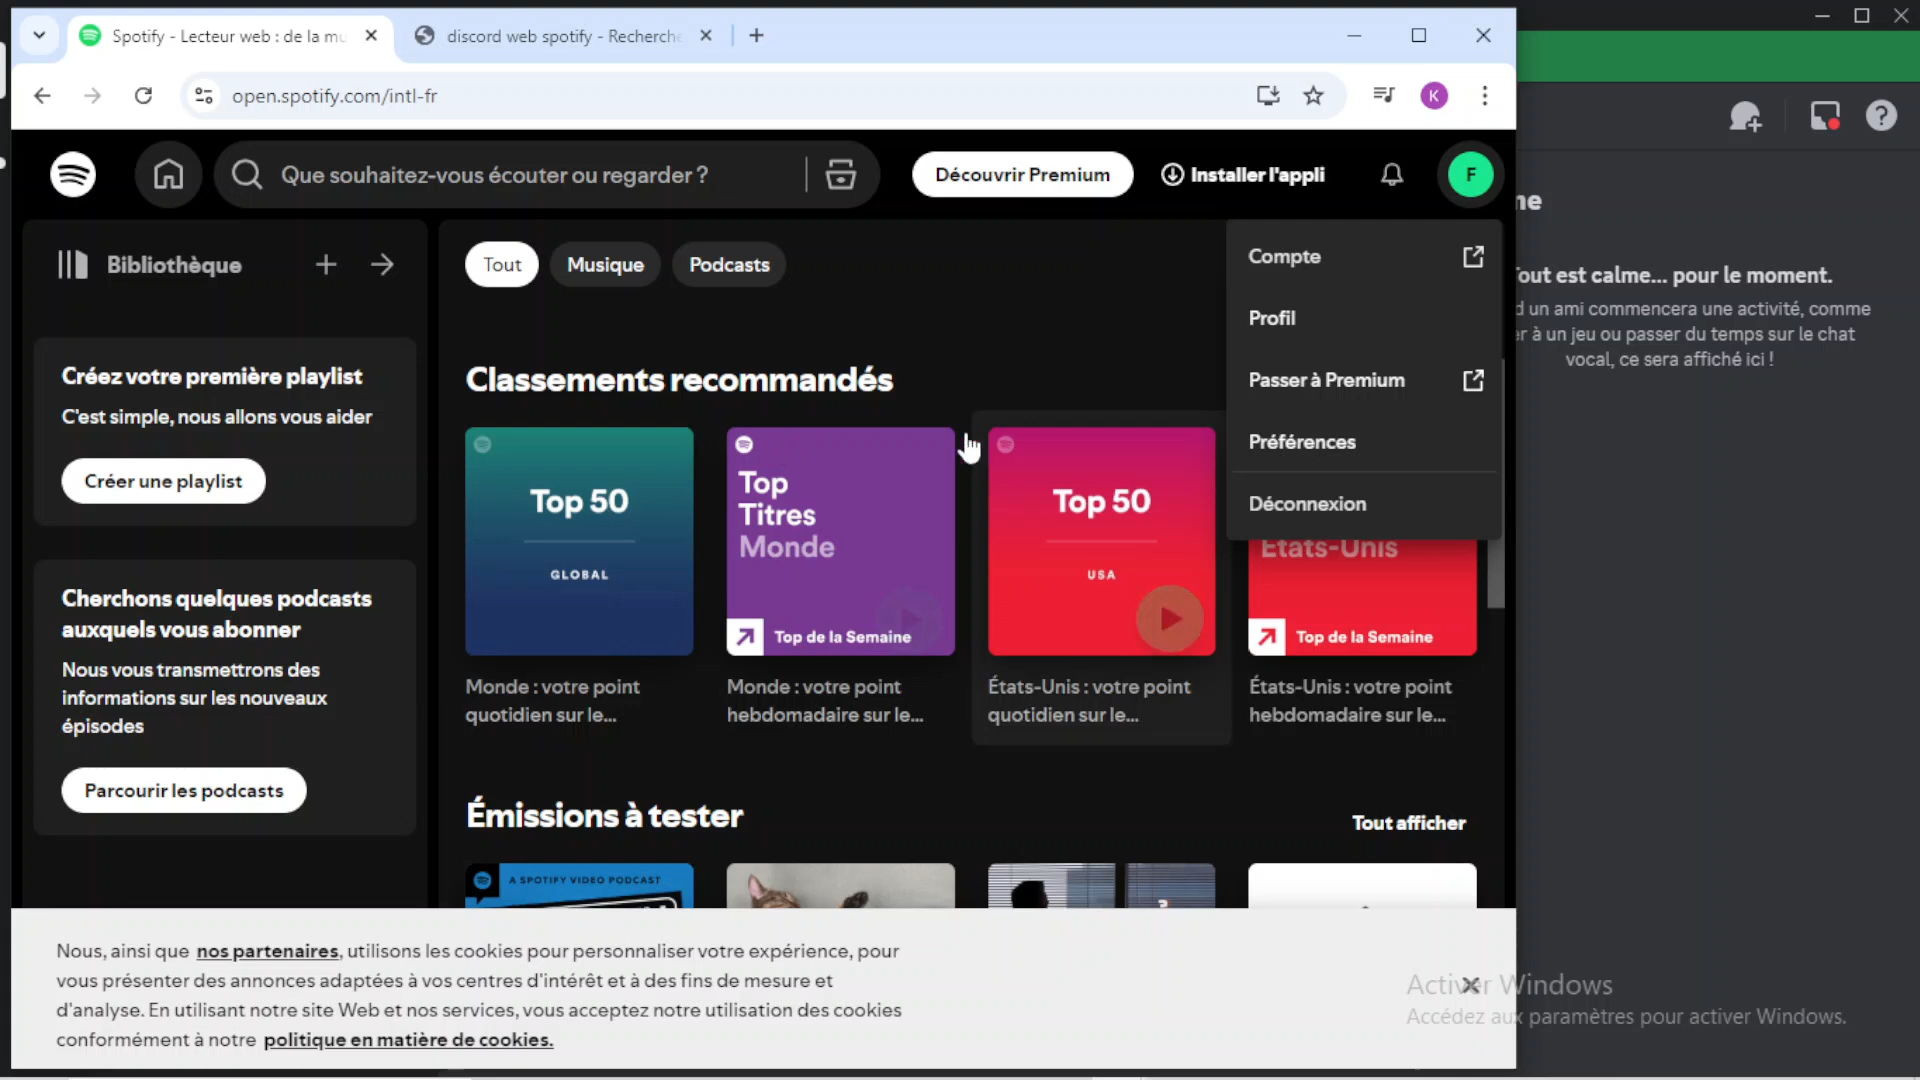 Spotify - Lecteur web : de la mu
discord web spotify - Recherche
open.spotify.com/intl-fr
K
Que souhaitez-vous écouter ou regarder ?
Découvrir Premium
Installer l'appli
F
Bibliothèque
Tout
Musique
Podcasts
Compte
Profil
Passer à Premium
Préférences
Déconnexion
Créez votre première playlist
C'est simple, nous allons vous aider
Créer une playlist
Cherchons quelques podcasts
auxquels vous abonner
Nous vous transmettrons des
informations sur les nouveaux
épisodes
Parcourir les podcasts
Classements recommandés
Top 50
GLOBAL
Monde : votre point
quotidien sur le...
Top
Titres
Monde
Top de la Semaine
Monde : votre point
hebdomadaire sur le...
Top 50
USA
États-Unis : votre point
quotidien sur le...
États-Unis
Top de la Semaine
États-Unis : votre point
hebdomadaire sur le...
Émissions à tester
Tout afficher
A SPOTIFY VIDEO PODCAST
Nous, ainsi que nos partenaires, utilisons les cookies pour personnaliser votre expérience, pour
vous présenter des annonces adaptées à vos centres d'intérêt et à des fins de mesure et
d'analyse. En utilisant notre site Web et nos services, vous acceptez notre utilisation des cookies
conformément à notre politique en matière de cookies.
ne
out est calme... pour le moment.
d un ami commencera une activité, comme
er à un jeu ou passer du temps sur le chat
vocal, ce sera affiché ici !
Activer Windows
Accédez aux paramètres pour activer Windows.